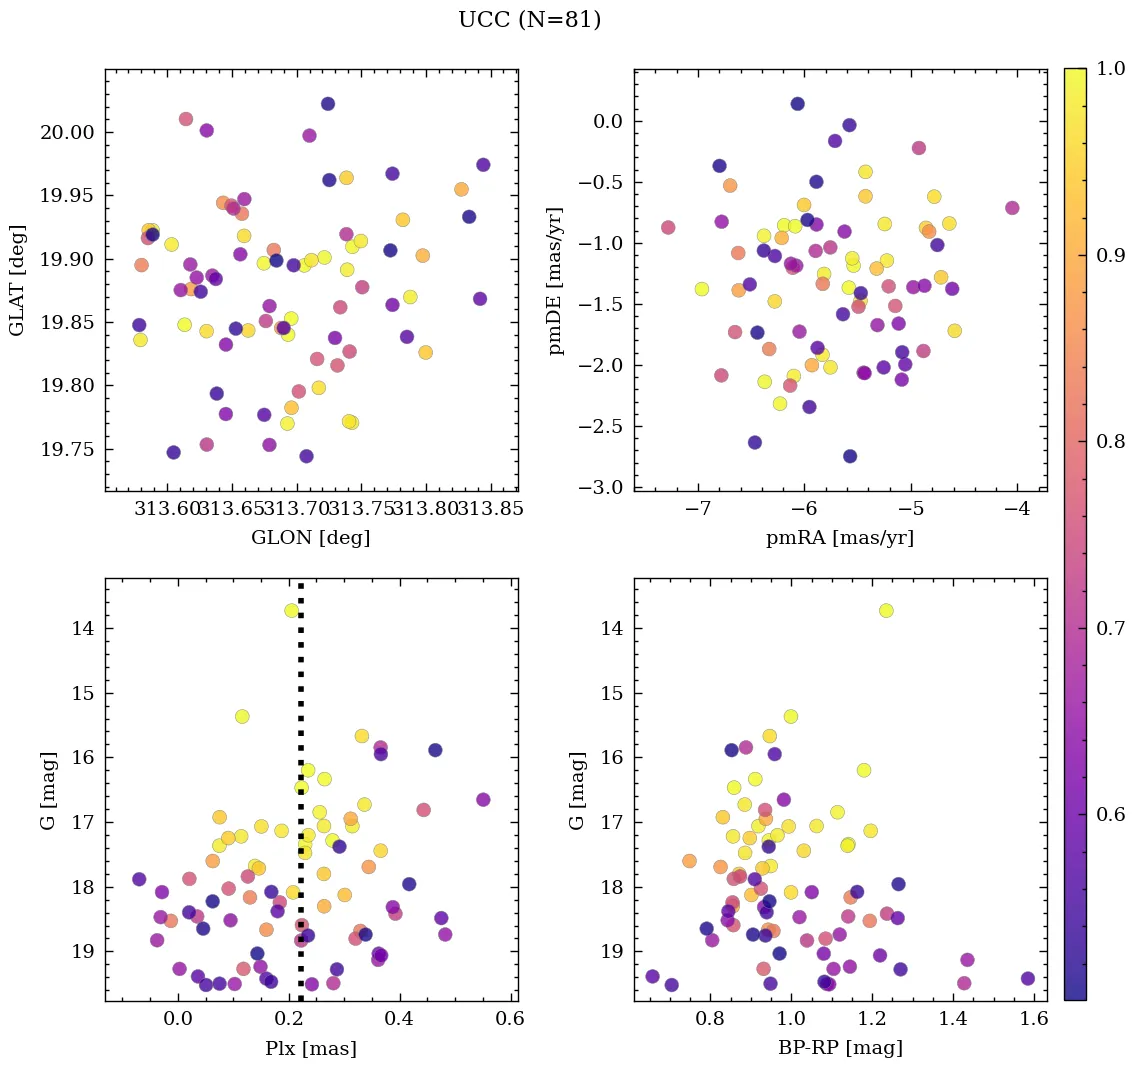 UCC (N=81)
20.00
19.95
19.90
19.85
19.80
19.75
GLAT [deg]
313.60 313.65 313.70 313.75 313.80 313.85
GLON [deg]
0.0
−0.5
−1.0
−1.5
−2.0
−2.5
−3.0
pmDE [mas/yr]
−7 −6 −5 −4
pmRA [mas/yr]
1.0
0.9
0.8
0.7
0.6
14
15
16
17
18
19
G [mag]
0.0 0.2 0.4 0.6
Plx [mas]
14
15
16
17
18
19
G [mag]
0.8 1.0 1.2 1.4 1.6
BP-RP [mag]